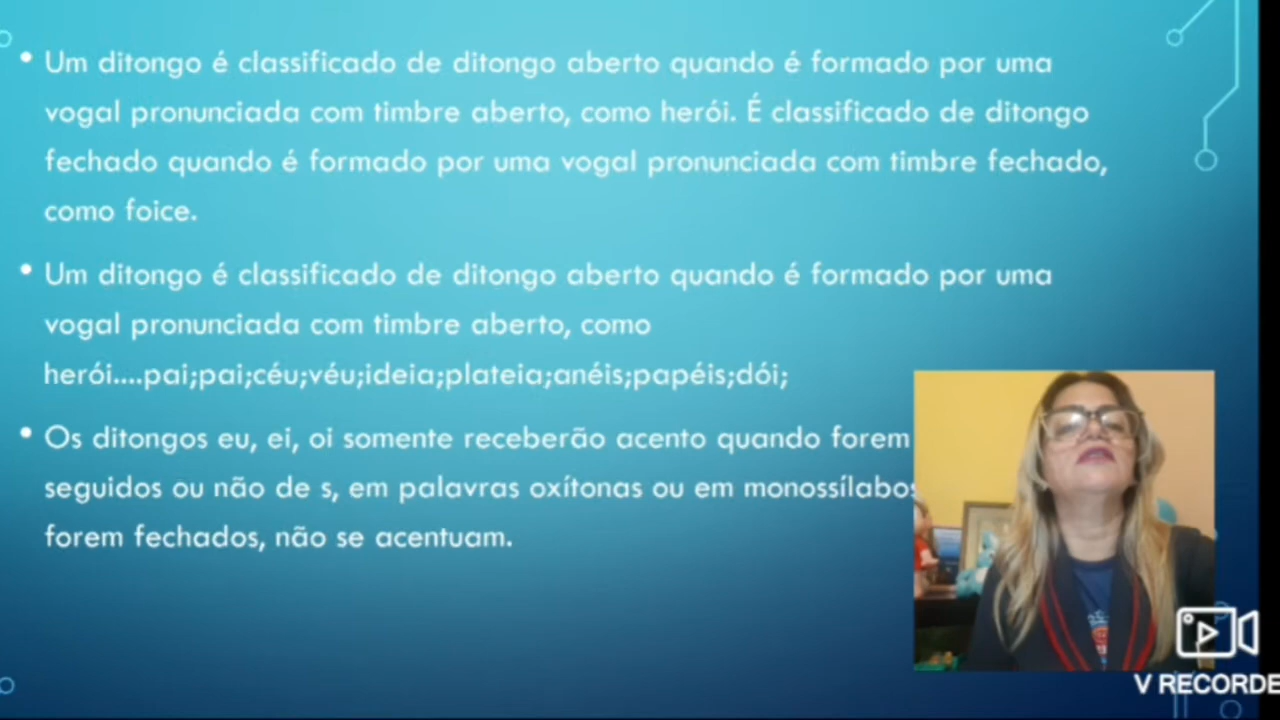 • Um ditongo é classificado de ditongo aberto quando é formado por uma
vogal pronunciada com timbre aberto, como herói. É classificado de ditongo
fechado quando é formado por uma vogal pronunciada com timbre fechado,
como foice.
• Um ditongo é classificado de ditongo aberto quando é formado por uma
vogal pronunciada com timbre aberto, como
herói....pai;pai;céu;véu;ideia;plateia;anéis;papéis;dói;
• Os ditongos eu, ei, oi somente receberão acento quando forem
seguidos ou não de s, em palavras oxítonas ou em monossílabos
forem fechados, não se acentuam.
V RECORDE